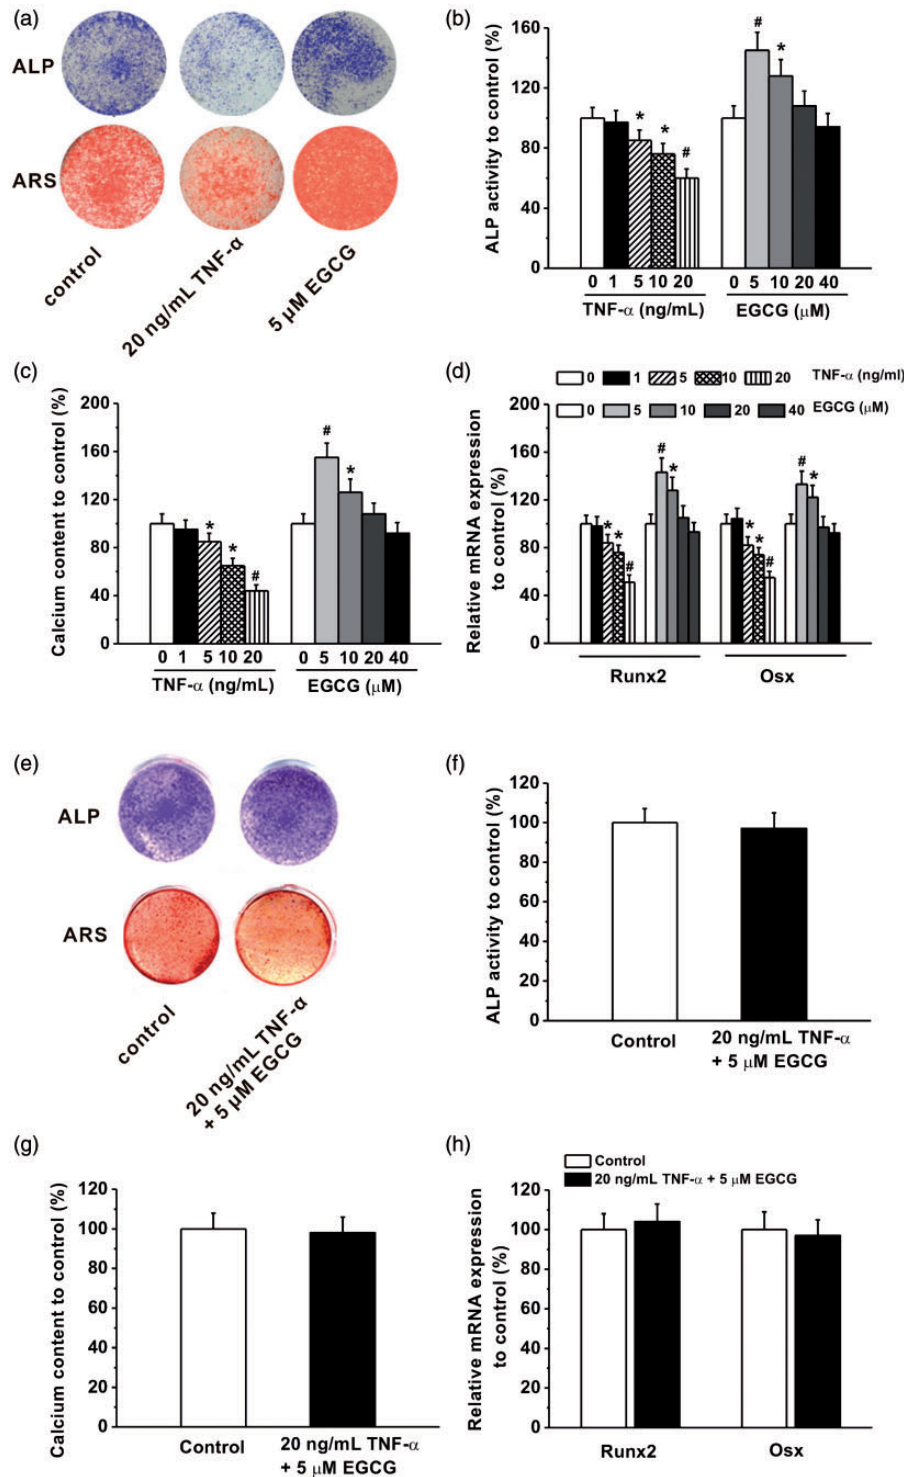 (a)
ALP
ARS
control
20 ng/mL TNF-α
5 µM EGCG
(b)
ALP activity to control (%)
160
120
80
40
0
#
*
*
*
#
0 1 5 10 20
0 5 10 20 40
TNF-α (ng/mL)
EGCG (µM)
(c)
Calcium content to control (%)
200
160
120
80
40
0
#
*
*
*
#
0 1 5 10 20
0 5 10 20 40
TNF-α (ng/mL)
EGCG (µM)
(d)
0 1 5 10 20 TNF-α (ng/ml)
0 5 10 20 40 EGCG (µM)
Relative mRNA expression
to control (%)
200
160
120
80
40
0
* * # # *
* * # # *
Runx2
Osx
(e)
ALP
ARS
control
20 ng/mL TNF-α
+ 5 µM EGCG
(f)
ALP activity to control (%)
120
100
80
60
40
20
0
Control
20 ng/mL TNF-α
+ 5 µM EGCG
(g)
Calcium content to control (%)
120
100
80
60
40
20
0
Control
20 ng/mL TNF-α
+ 5 µM EGCG
(h)
Control
20 ng/mL TNF-α + 5 µM EGCG
Relative mRNA expression
to control (%)
120
100
80
60
40
20
0
Runx2
Osx